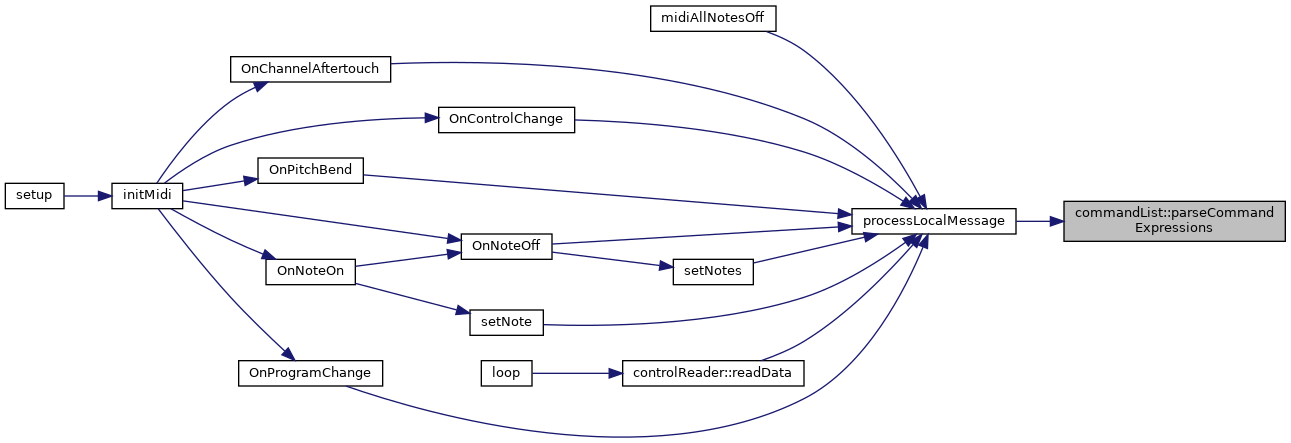 midiAllNotesOff
OnChannelAftertouch
OnControlChange
OnPitchBend
setup
initMidi
processLocalMessage
commandList::parseCommand
Expressions
OnNoteOff
OnNoteOn
setNotes
setNote
OnProgramChange
loop
controlReader::readData